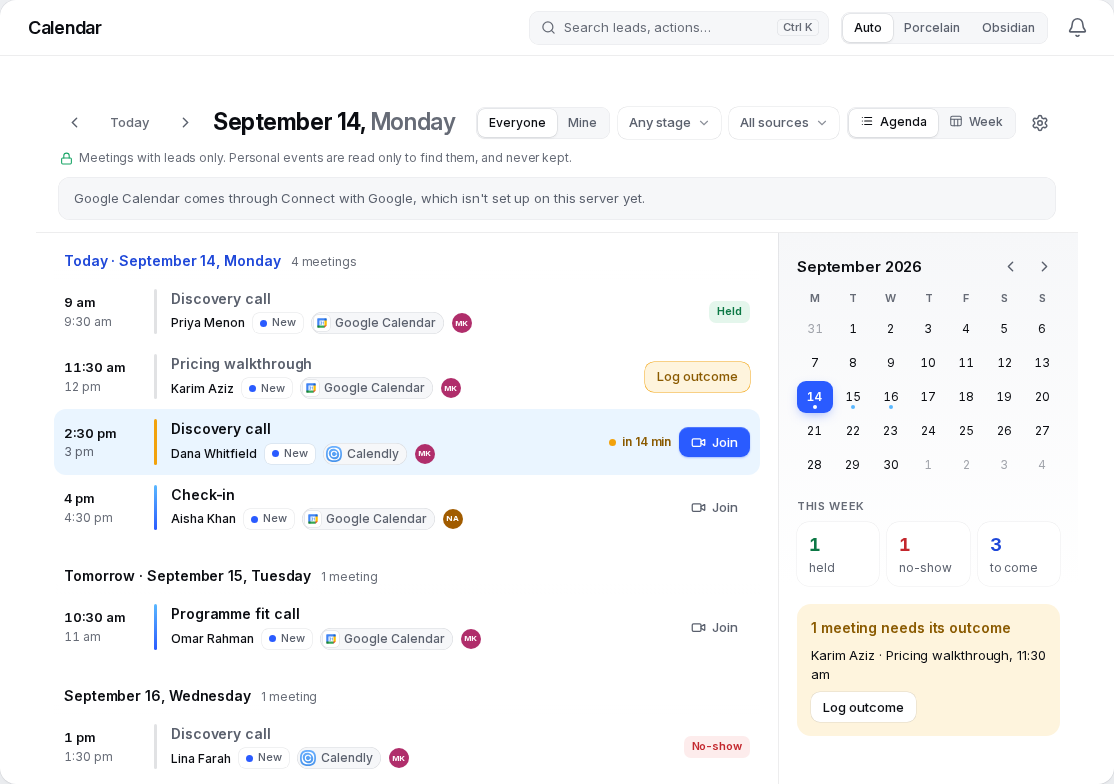 Calendar
Search leads, actions… Ctrl K
Auto Porcelain Obsidian
Today September 14, Monday Everyone Mine Any stage All sources Agenda Week
Meetings with leads only. Personal events are read only to find them, and never kept.
Google Calendar comes through Connect with Google, which isn't set up on this server yet.
Today · September 14, Monday 4 meetings
9 am Discovery call
9:30 am Priya Menon New Google Calendar MK Held
11:30 am Pricing walkthrough
12 pm Karim Aziz New Google Calendar MK Log outcome
2:30 pm Discovery call
3 pm Dana Whitfield New Calendly MK in 14 min Join
4 pm Check-in
4:30 pm Aisha Khan New Google Calendar NA Join
Tomorrow · September 15, Tuesday 1 meeting
10:30 am Programme fit call
11 am Omar Rahman New Google Calendar MK Join
September 16, Wednesday 1 meeting
1 pm Discovery call
1:30 pm Lina Farah New Calendly MK No-show
September 2026
M T W T F S S
31 1 2 3 4 5 6
7 8 9 10 11 12 13
14 15 16 17 18 19 20
21 22 23 24 25 26 27
28 29 30 1 2 3 4
THIS WEEK
1 1 3
held no-show to come
1 meeting needs its outcome
Karim Aziz · Pricing walkthrough, 11:30
am
Log outcome